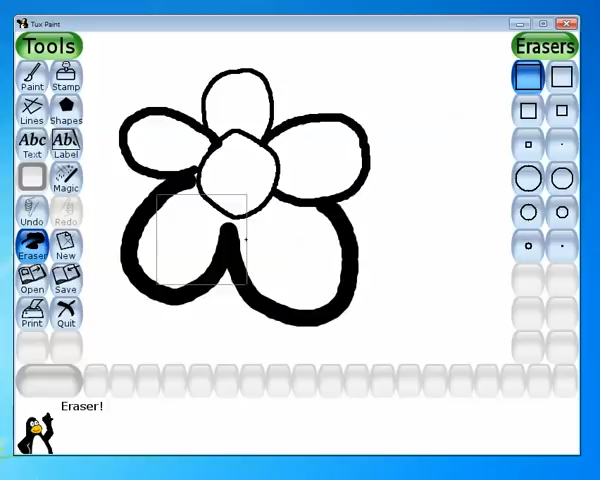 Tux Paint
Tools
Erasers
Paint
Stamp
Lines
Shapes
Abc
Abc
Text
Label
Magic
Undo
Redo
Eraser
New
Open
Save
Print
Quit
Eraser!